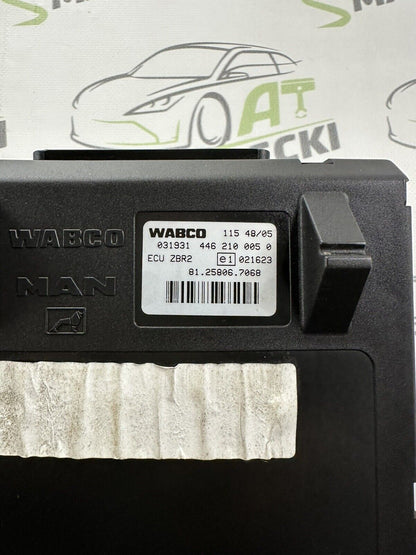 AT
ECKI
WABCO
MAN
WABCO 115 48/05
031931 446 210 005 0
ECU ZBR2 e1 021623
81.25806.7068